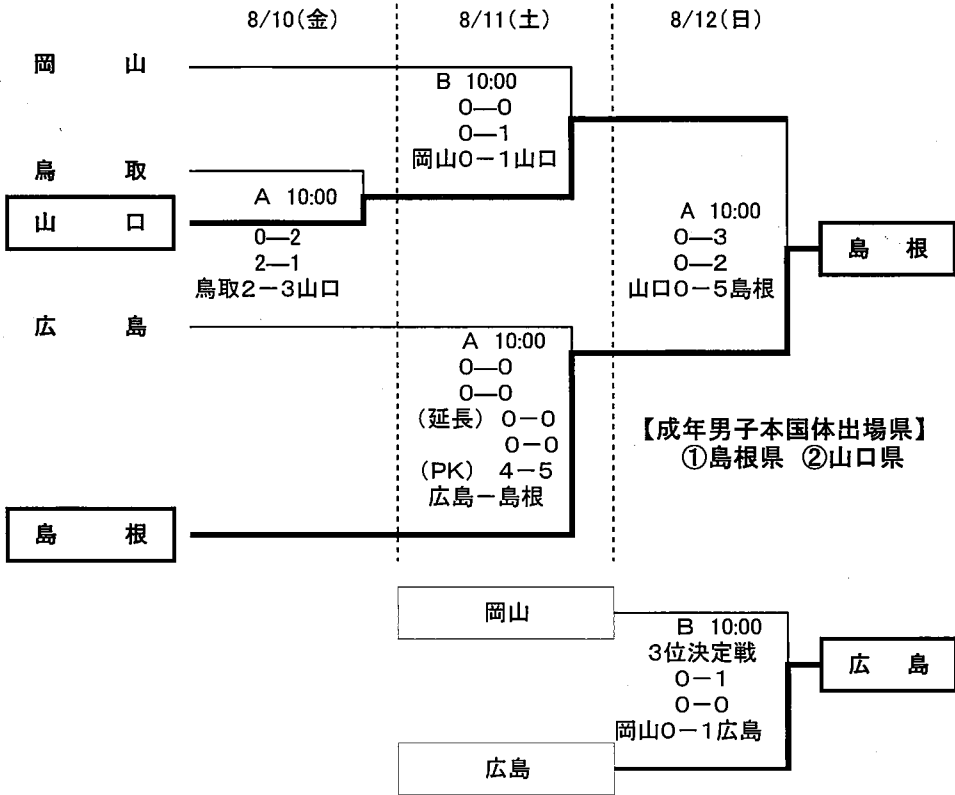 8/10(金) 8/11(土) 8/12(日)
岡 山
B 10:00
0―0
0―1
岡山0-1山口
鳥 取
A 10:00
山 口
0―2
2―1
鳥取2-3山口
A 10:00
0―3
0―2
山口0-5島根
島 根
広 島
A 10:00
0―0
0―0
(延長) 0-0
0-0
(PK) 4-5
広島-島根
【成年男子本国体出場県】
①島根県 ②山口県
島 根
岡山
B 10:00
3位決定戦
0-1
0-0
岡山0-1広島
広 島
広島